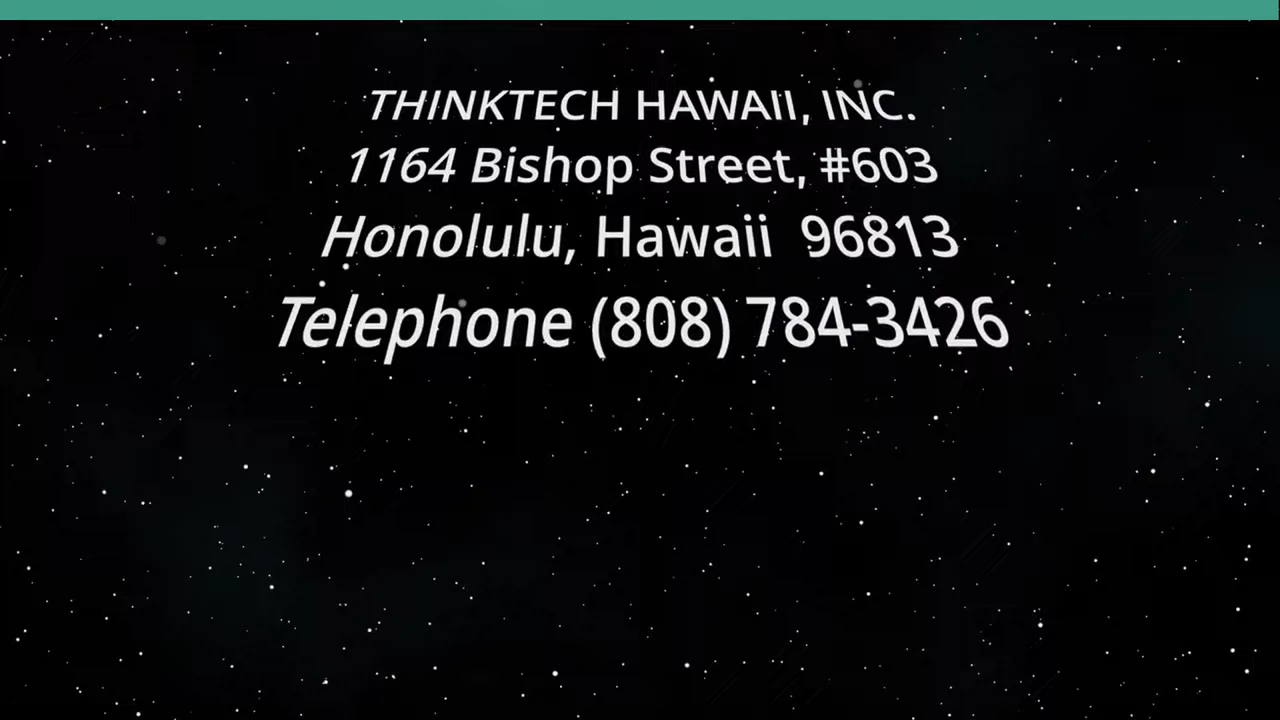 THINKTECH HAWAII, INC.
1164 Bishop Street, #603
Honolulu, Hawaii 96813
Telephone (808) 784-3426